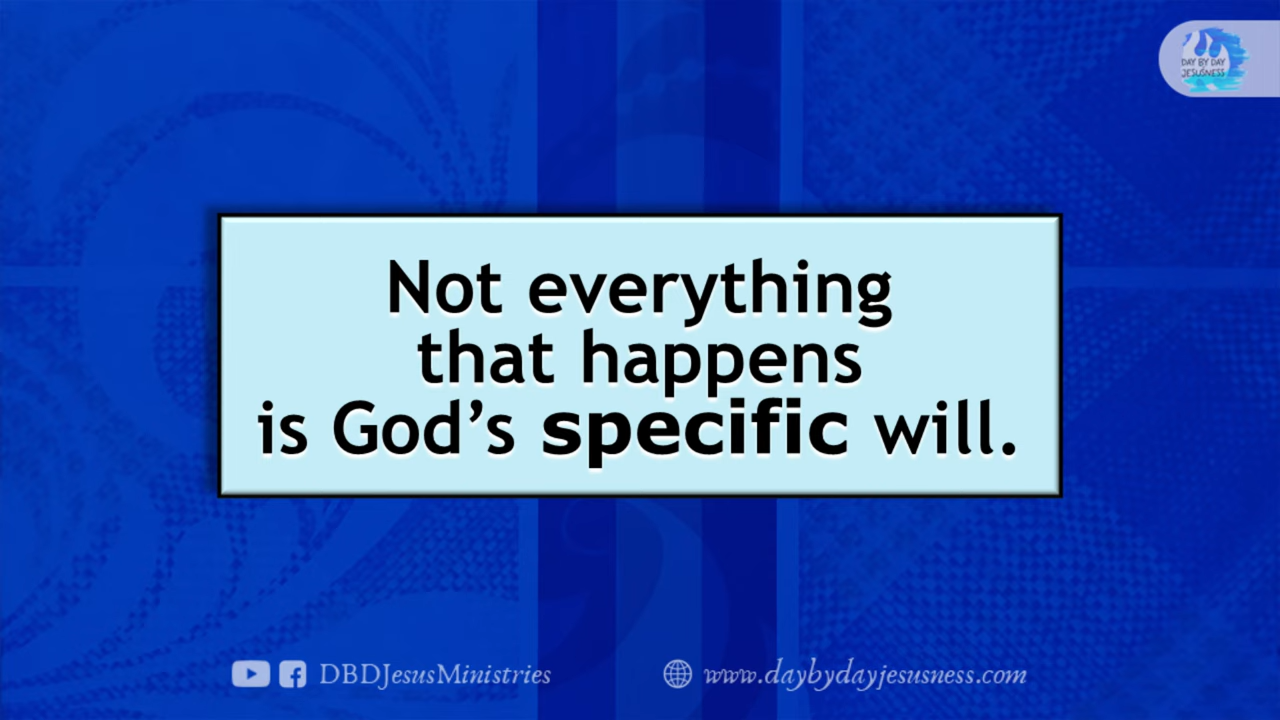 DAY BY DAY
JESUSNESS
Not everything
that happens
is God’s specific will.
DBDJesusMinistries
www.daybydayjesusness.com